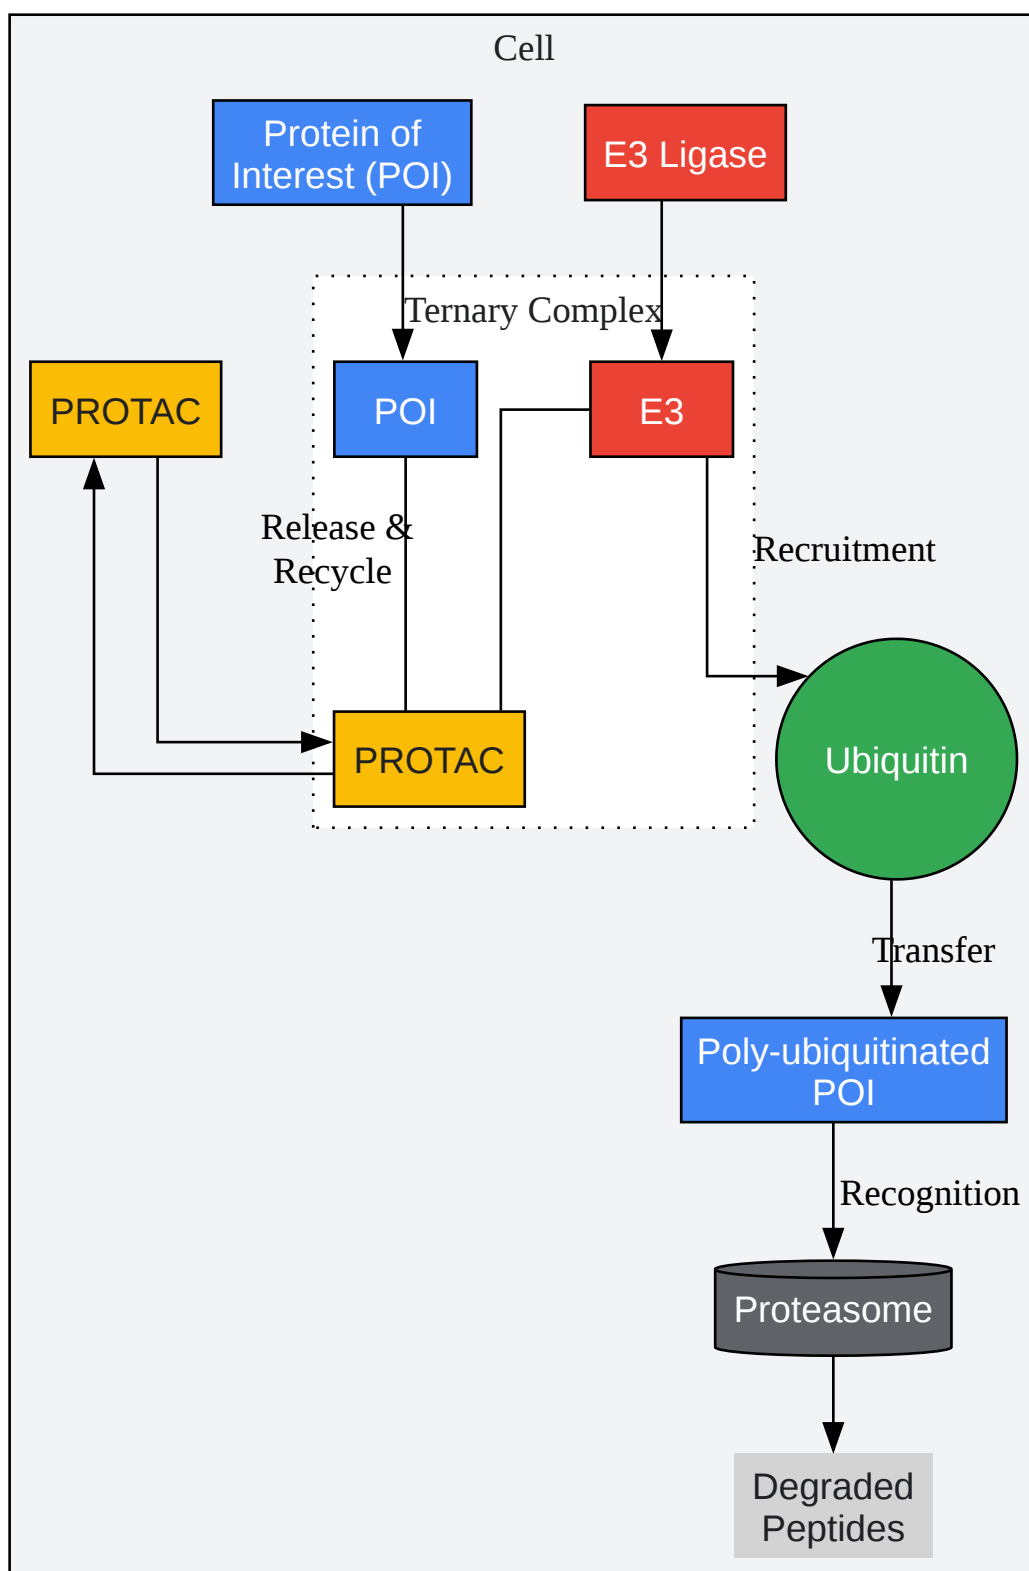 Cell
Protein of
Interest (POI)
E3 Ligase
Ternary Complex
PROTAC
POI
E3
Release &
Recycle
Recruitment
PROTAC
Ubiquitin
Transfer
Poly-ubiquitinated
POI
Recognition
Proteasome
Degraded
Peptides